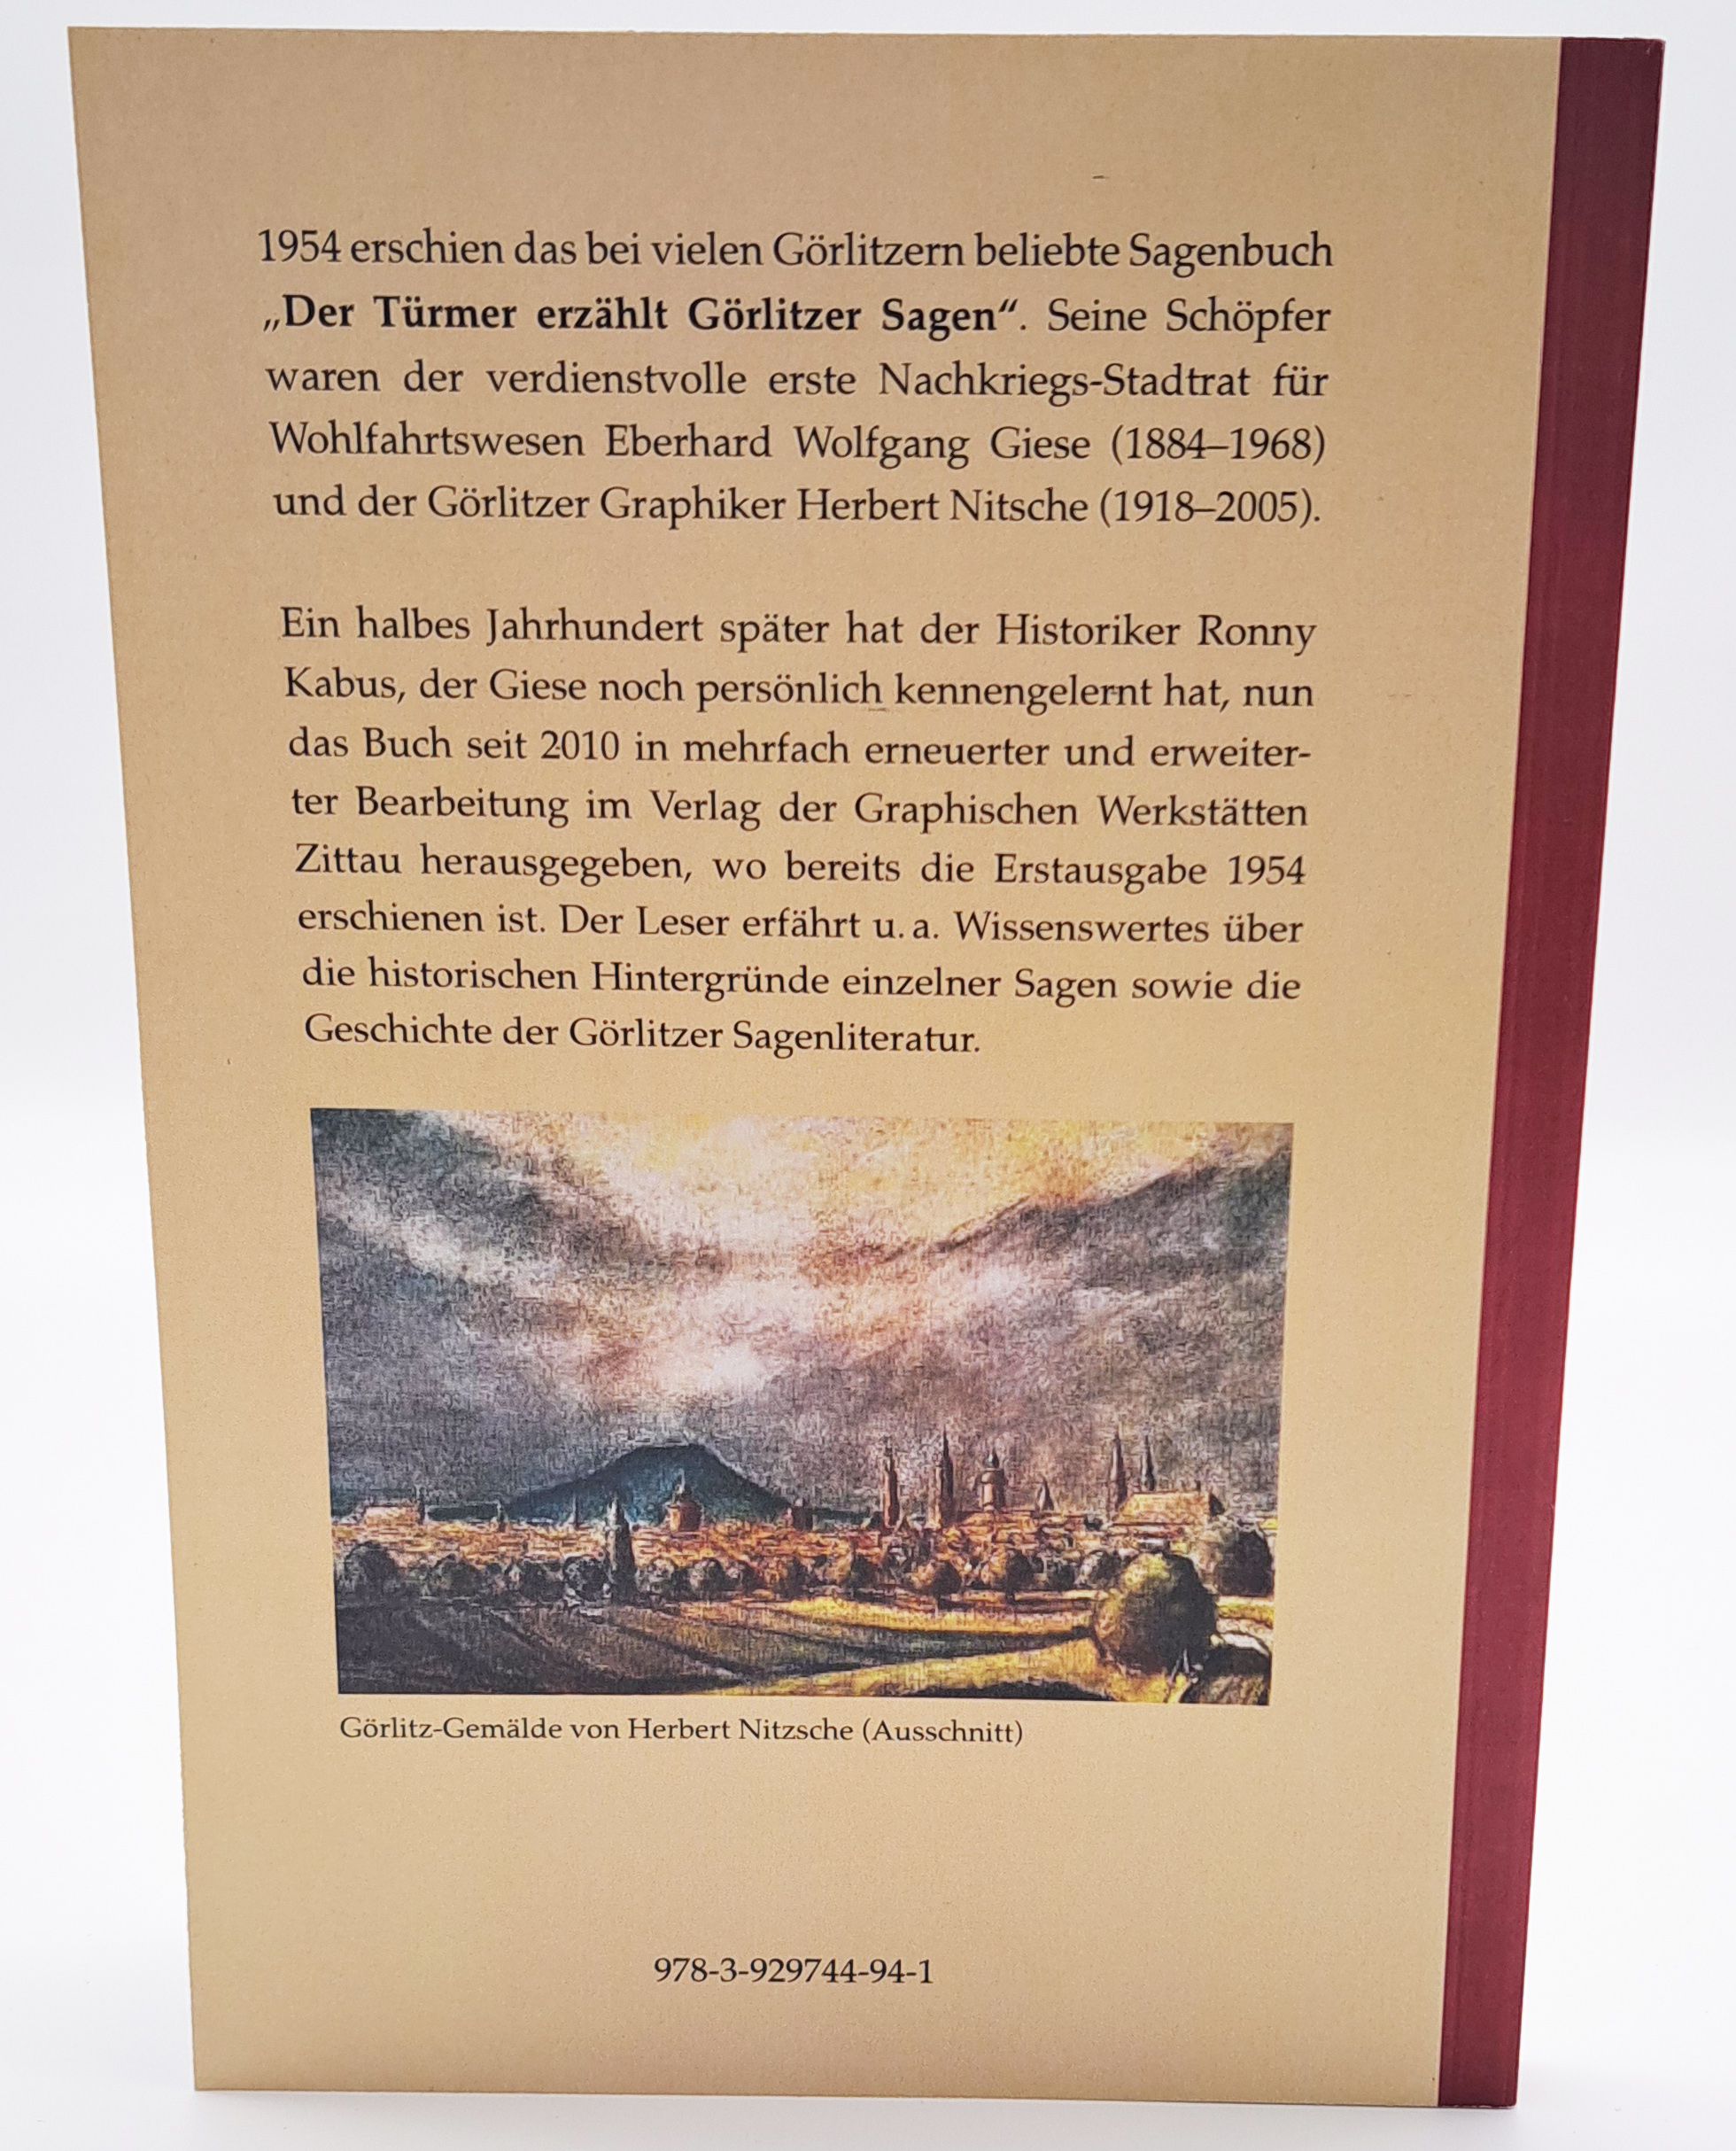 1954 erschien das bei vielen Görlitzern beliebte Sagenbuch
„Der Türmer erzählt Görlitzer Sagen“. Seine Schöpfer
waren der verdienstvolle erste Nachkriegs-Stadtrat für
Wohlfahrtswesen Eberhard Wolfgang Giese (1884–1968)
und der Görlitzer Graphiker Herbert Nitsche (1918–2005).
Ein halbes Jahrhundert später hat der Historiker Ronny
Kabus, der Giese noch persönlich kennengelernt hat, nun
das Buch seit 2010 in mehrfach erneuerter und erweiter-
ter Bearbeitung im Verlag der Graphischen Werkstätten
Zittau herausgegeben, wo bereits die Erstausgabe 1954
erschienen ist. Der Leser erfährt u. a. Wissenswertes über
die historischen Hintergründe einzelner Sagen sowie die
Geschichte der Görlitzer Sagenliteratur.
Görlitz-Gemälde von Herbert Nitzsche (Ausschnitt)
978-3-929744-94-1